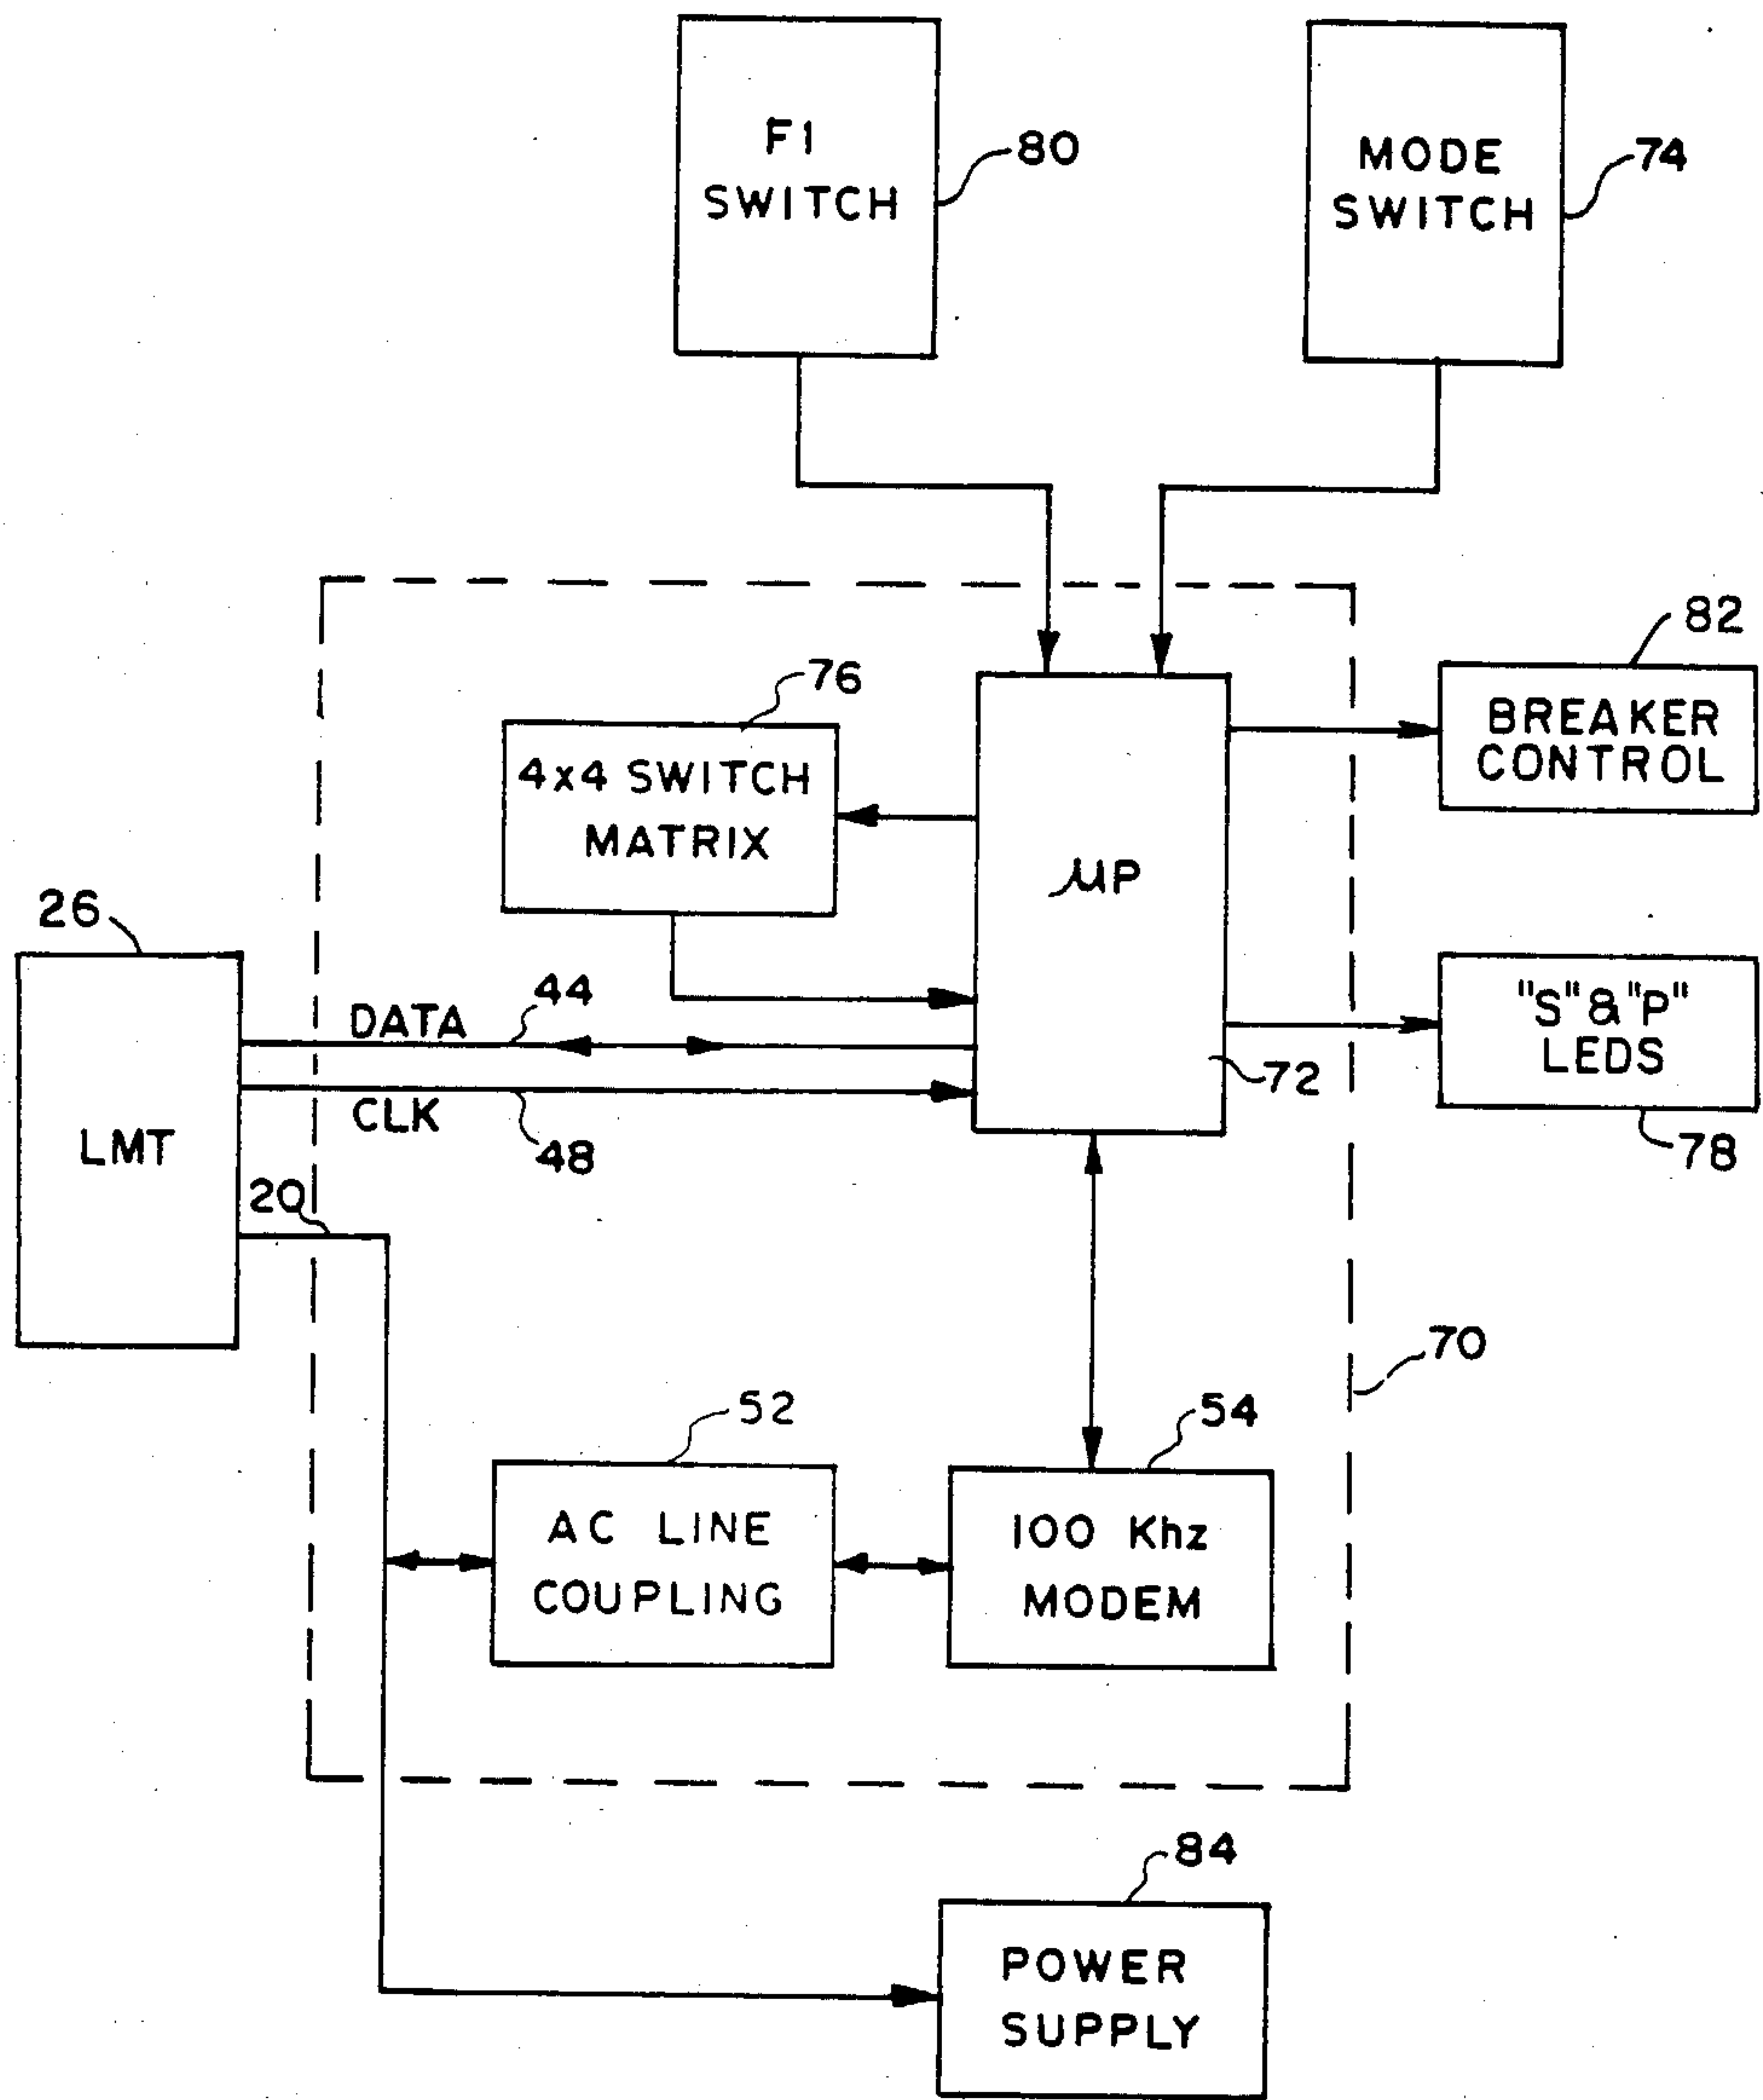 F1
SWITCH
80
MODE
SWITCH
74
82
BREAKER
CONTROL
76
4x4 SWITCH
MATRIX
μP
72
26
LMT
DATA
44
CLK
48
20
"S" & "P"
LEDS
78
70
52
AC LINE
COUPLING
54
100 Khz
MODEM
84
POWER
SUPPLY